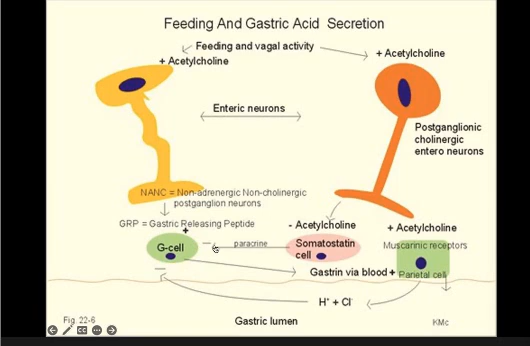 Feeding And Gastric Acid Secretion
Feeding and vagal activity
+ Acetylcholine
+ Acetylcholine
Enteric neurons
Postganglionic
cholinergic
entero neurons
NANC = Non-adrenergic Non-cholinergic
postganglion neurons
GRP = Gastric Releasing Peptide
+
- Acetylcholine
+ Acetylcholine
G-cell
—
paracrine
Somatostatin
cell
Muscarinic receptors
Gastrin via blood +
Parietal cell
—
H+ + Cl-
Fig. 22-6
Gastric lumen
KMc